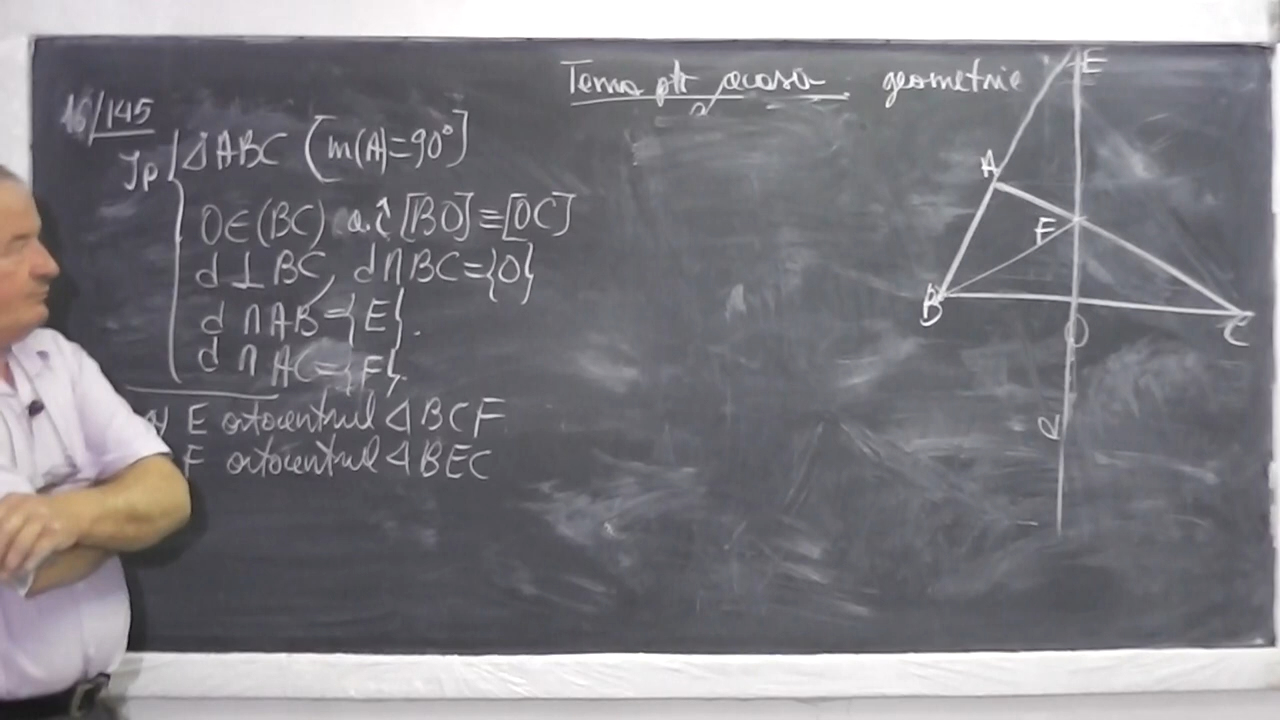 Tema ptr acasă geometrie
16/145
Ip ΔABC (m(A)=90°]
O∈(BC) a.î [BO]≡[OC]
d⊥BC, d∩BC={O}
d∩AB={E}.
d∩AC={F}.
a) E ortocentrul ΔBCF
F ortocentrul ΔBEC
E
A
F
B
O
C
d